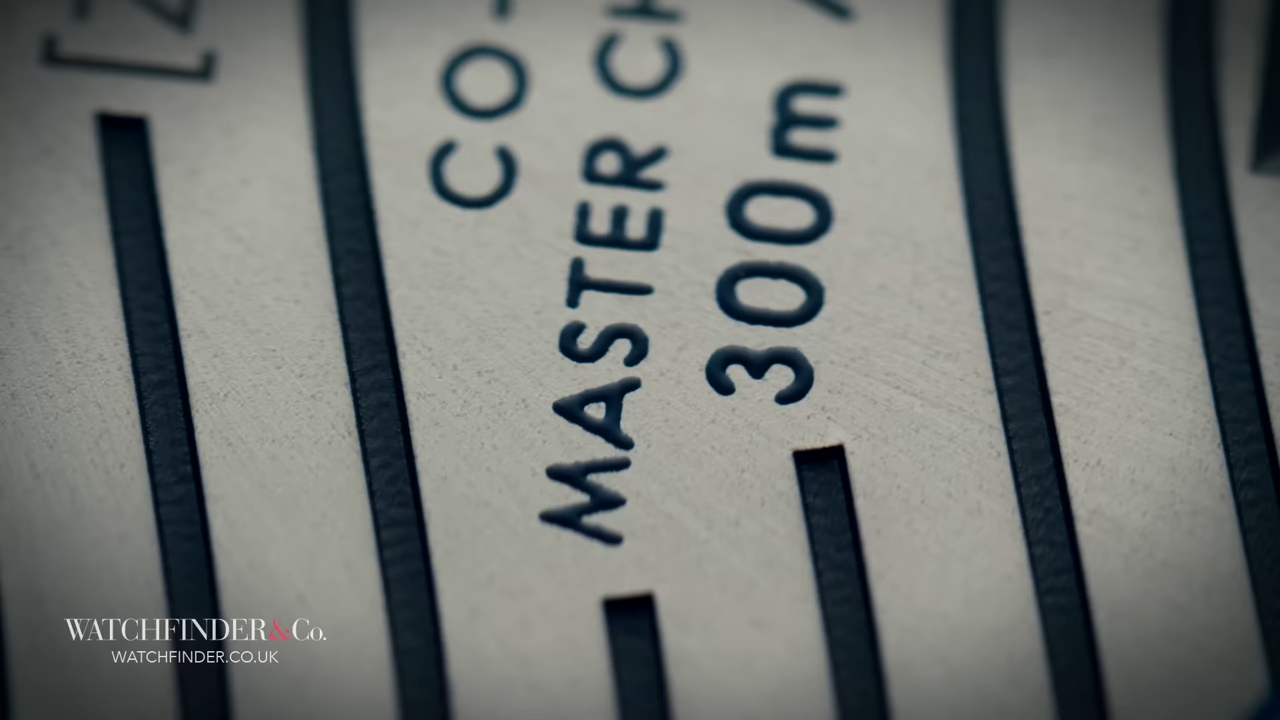 [Z
CO-
MASTER CH
300m /
WATCHFINDER&Co.
WATCHFINDER.CO.UK